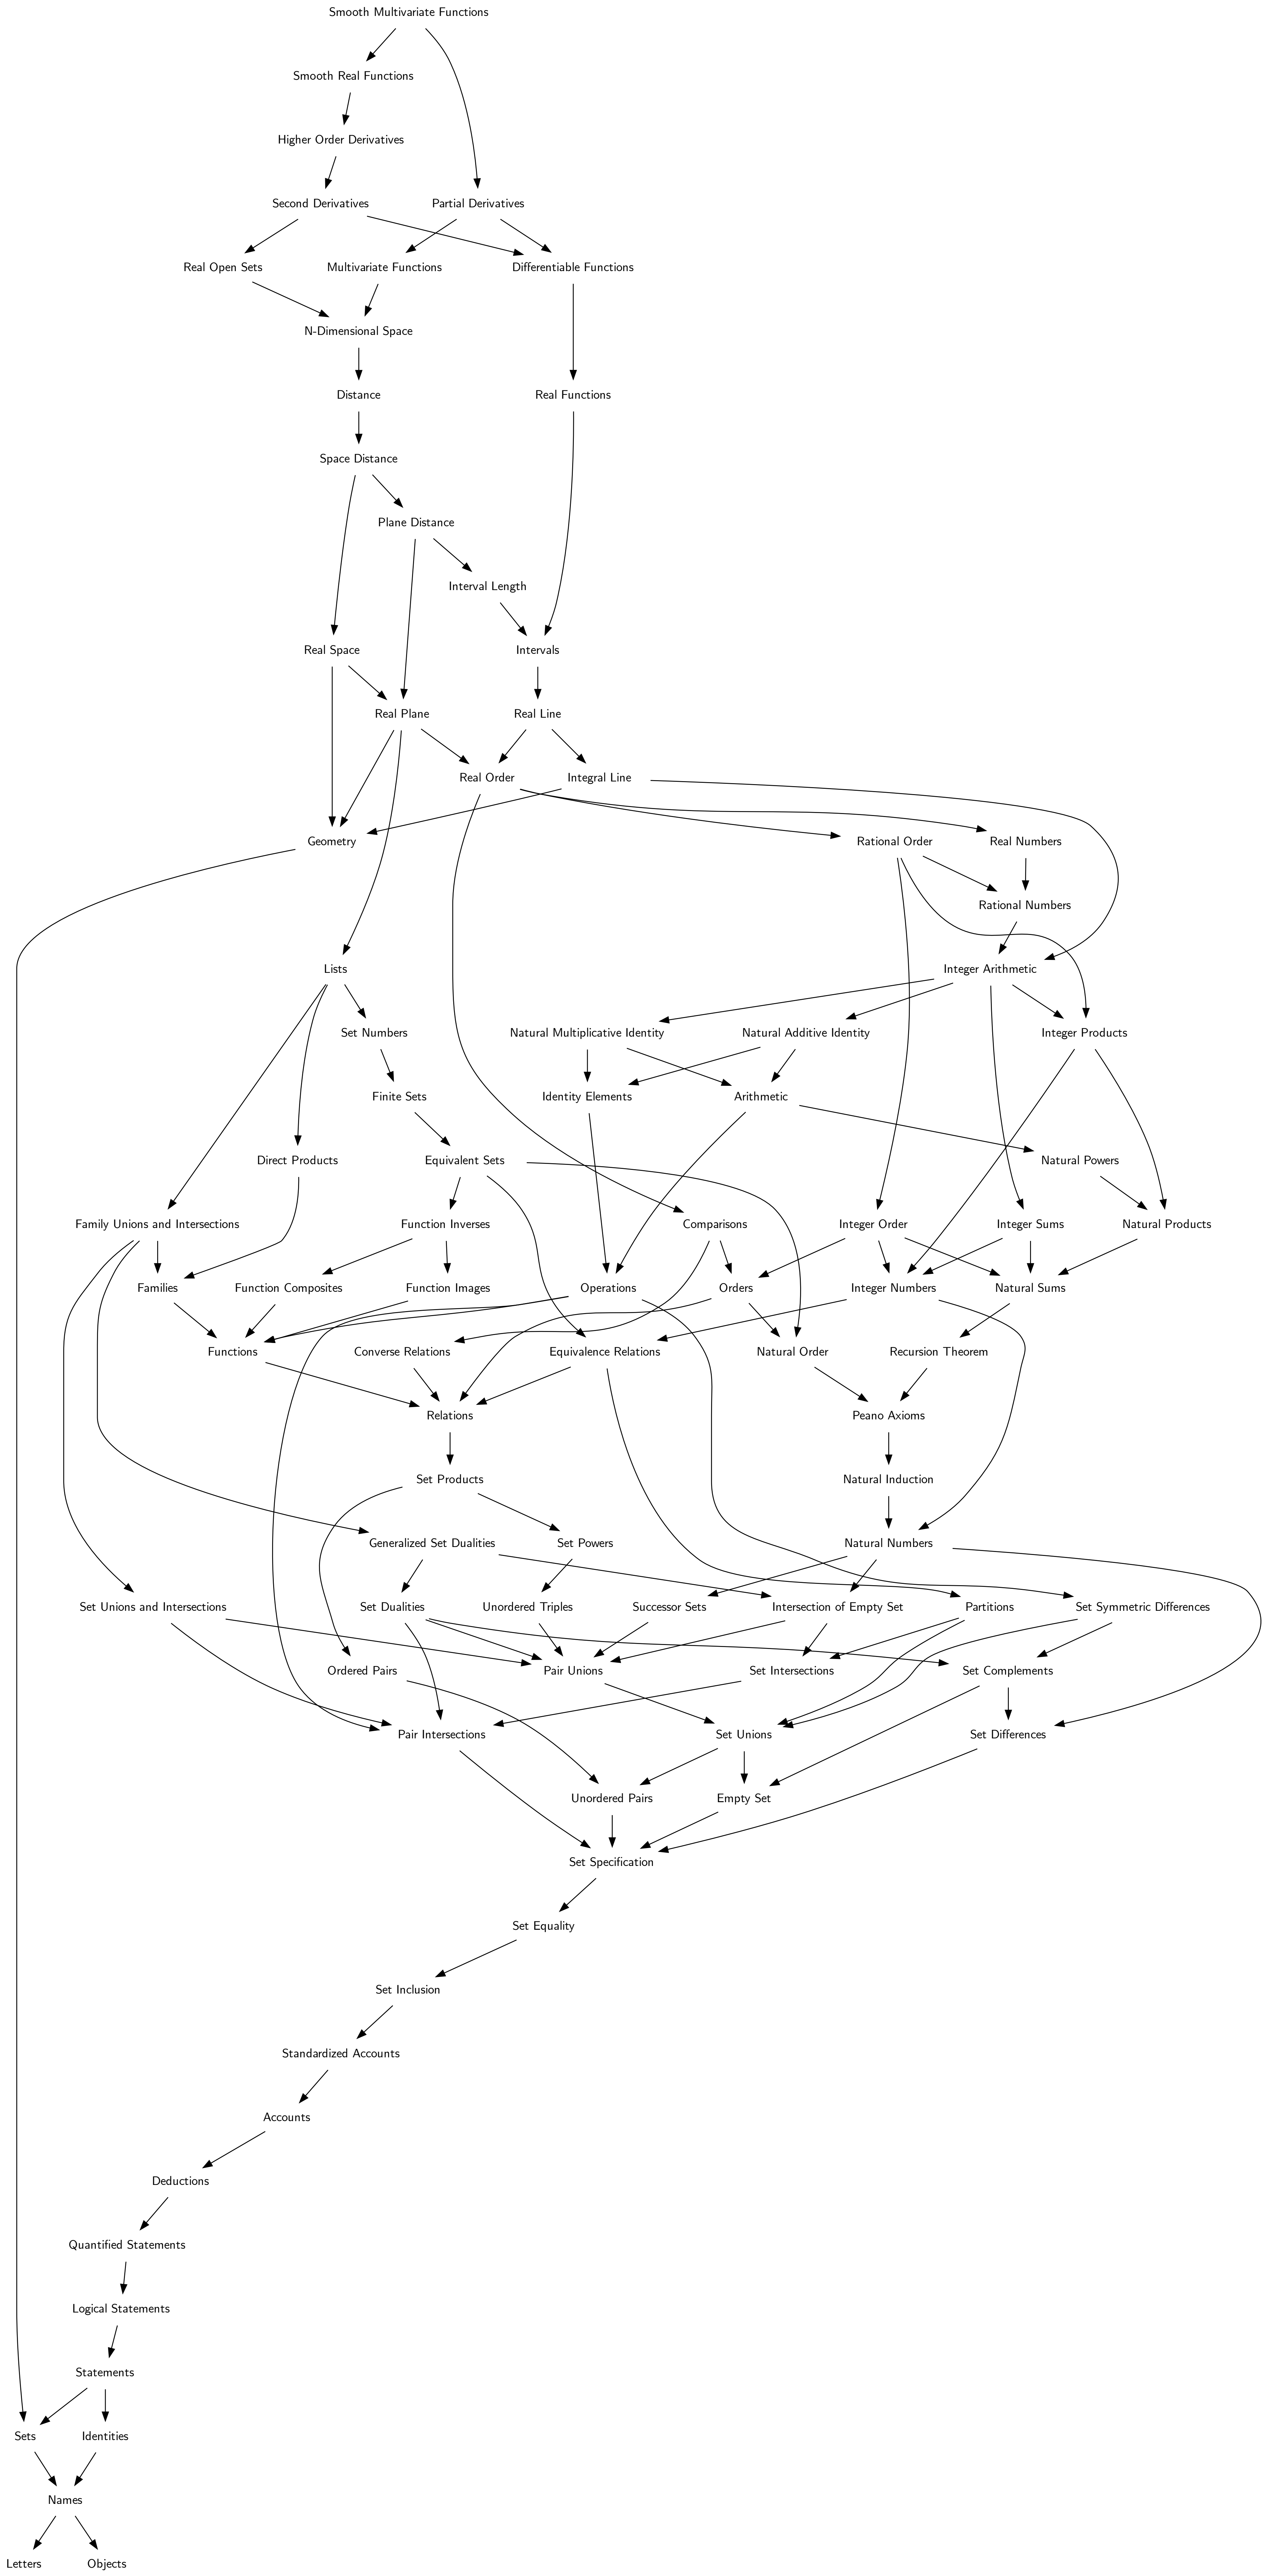 Smooth Multivariate Functions
Smooth Real Functions
Higher Order Derivatives
Second Derivatives
Partial Derivatives
Real Open Sets
Multivariate Functions
Differentiable Functions
N-Dimensional Space
Distance
Real Functions
Space Distance
Plane Distance
Interval Length
Real Space
Intervals
Real Plane
Real Line
Real Order
Integral Line
Geometry
Rational Order
Real Numbers
Rational Numbers
Lists
Integer Arithmetic
Set Numbers
Natural Multiplicative Identity
Natural Additive Identity
Integer Products
Finite Sets
Identity Elements
Arithmetic
Direct Products
Equivalent Sets
Natural Powers
Family Unions and Intersections
Function Inverses
Comparisons
Integer Order
Integer Sums
Natural Products
Families
Function Composites
Function Images
Operations
Orders
Integer Numbers
Natural Sums
Functions
Converse Relations
Equivalence Relations
Natural Order
Recursion Theorem
Relations
Peano Axioms
Set Products
Natural Induction
Generalized Set Dualities
Set Powers
Natural Numbers
Set Unions and Intersections
Set Dualities
Unordered Triples
Successor Sets
Intersection of Empty Set
Partitions
Set Symmetric Differences
Ordered Pairs
Pair Unions
Set Intersections
Set Complements
Pair Intersections
Set Unions
Set Differences
Unordered Pairs
Empty Set
Set Specification
Set Equality
Set Inclusion
Standardized Accounts
Accounts
Deductions
Quantified Statements
Logical Statements
Statements
Sets
Identities
Names
Letters
Objects